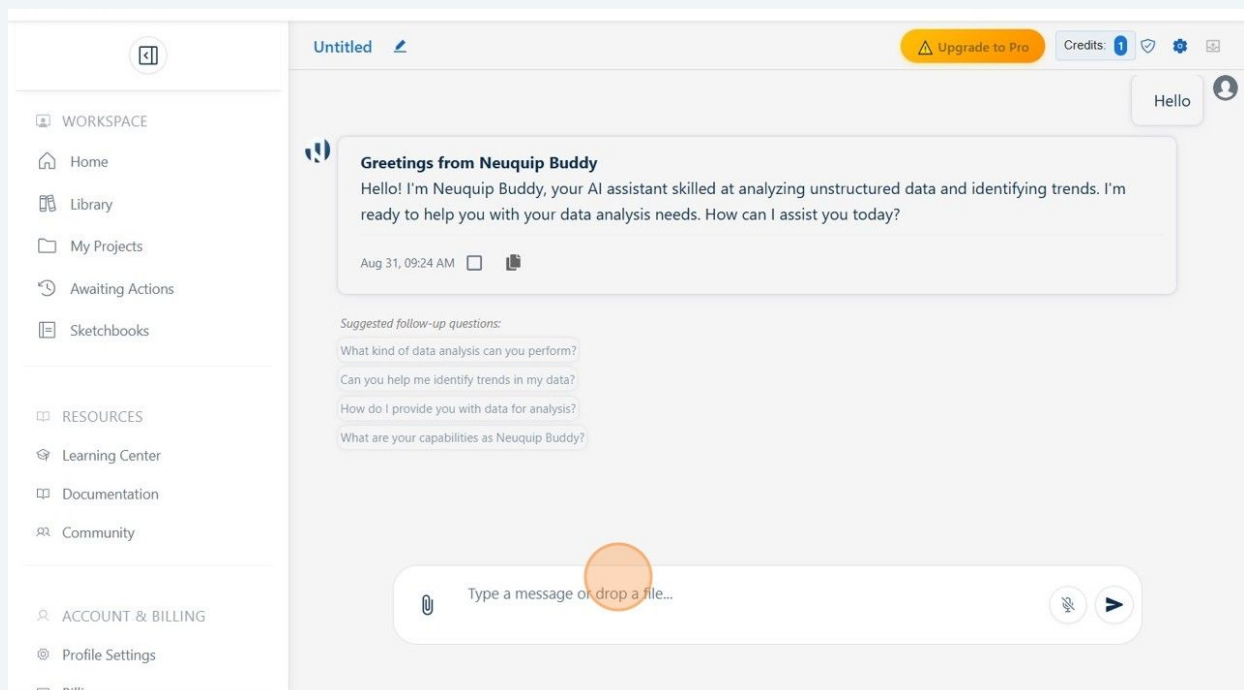 Untitled
Upgrade to Pro
Credits: 1
WORKSPACE
Home
Library
My Projects
Awaiting Actions
Sketchbooks
RESOURCES
Learning Center
Documentation
Community
ACCOUNT & BILLING
Profile Settings
Hello
Greetings from Neuquip Buddy
Hello! I'm Neuquip Buddy, your AI assistant skilled at analyzing unstructured data and identifying trends. I'm
ready to help you with your data analysis needs. How can I assist you today?
Aug 31, 09:24 AM
Suggested follow-up questions:
What kind of data analysis can you perform?
Can you help me identify trends in my data?
How do I provide you with data for analysis?
What are your capabilities as Neuquip Buddy?
Type a message or drop a file...